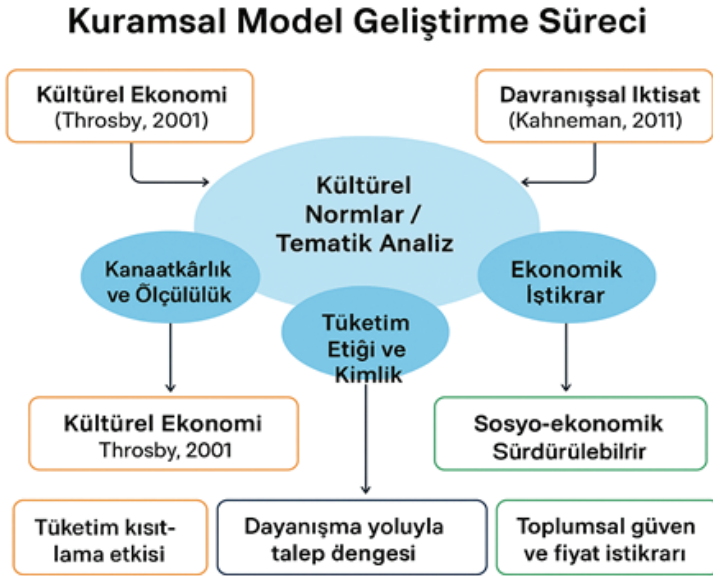 Kuramsal Model Geliştirme Süreci
Kültürel Ekonomi
(Throsby, 2001)
Davranışsal Iktisat
(Kahneman, 2011)
Kültürel
Normlar /
Tematik Analiz
Kanaatkârlık
ve Õlçülülük
Tüketim
Etiği ve
Kimlik
Ekonomik
İştikrar
Kültürel Ekonomi
Throsby, 2001
Sosyo-ekonomik
Sürdürülebilrir
Tüketim kısıt-
lama etkisi
Dayanışma yoluyla
talep dengesi
Toplumsal güven
ve fiyat istikrarı